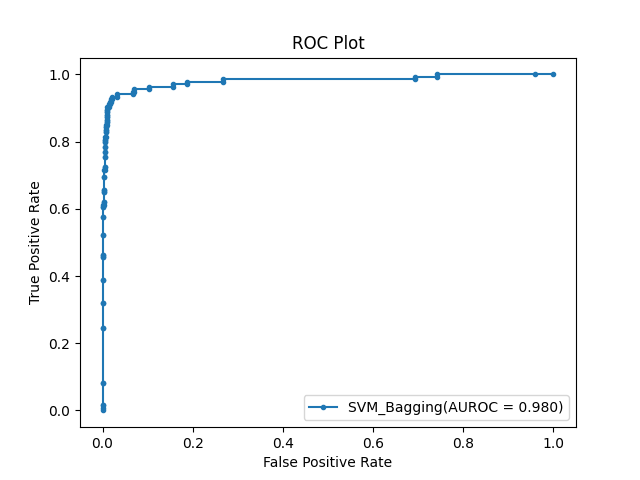 ROC Plot
True Positive Rate
1.0
0.8
0.6
0.4
0.2
0.0
SVM_Bagging(AUROC = 0.980)
0.0 0.2 0.4 0.6 0.8 1.0
False Positive Rate